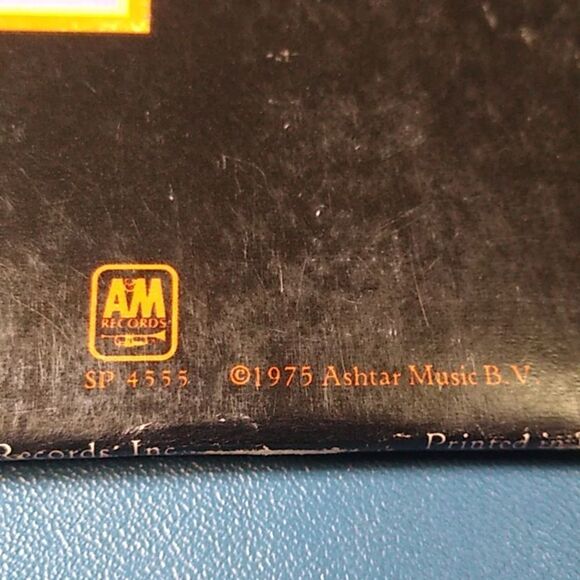 &
A M
RECORDS
SP 4555 ©1975 Ashtar Music B.V.
Records, Inc. Printed in